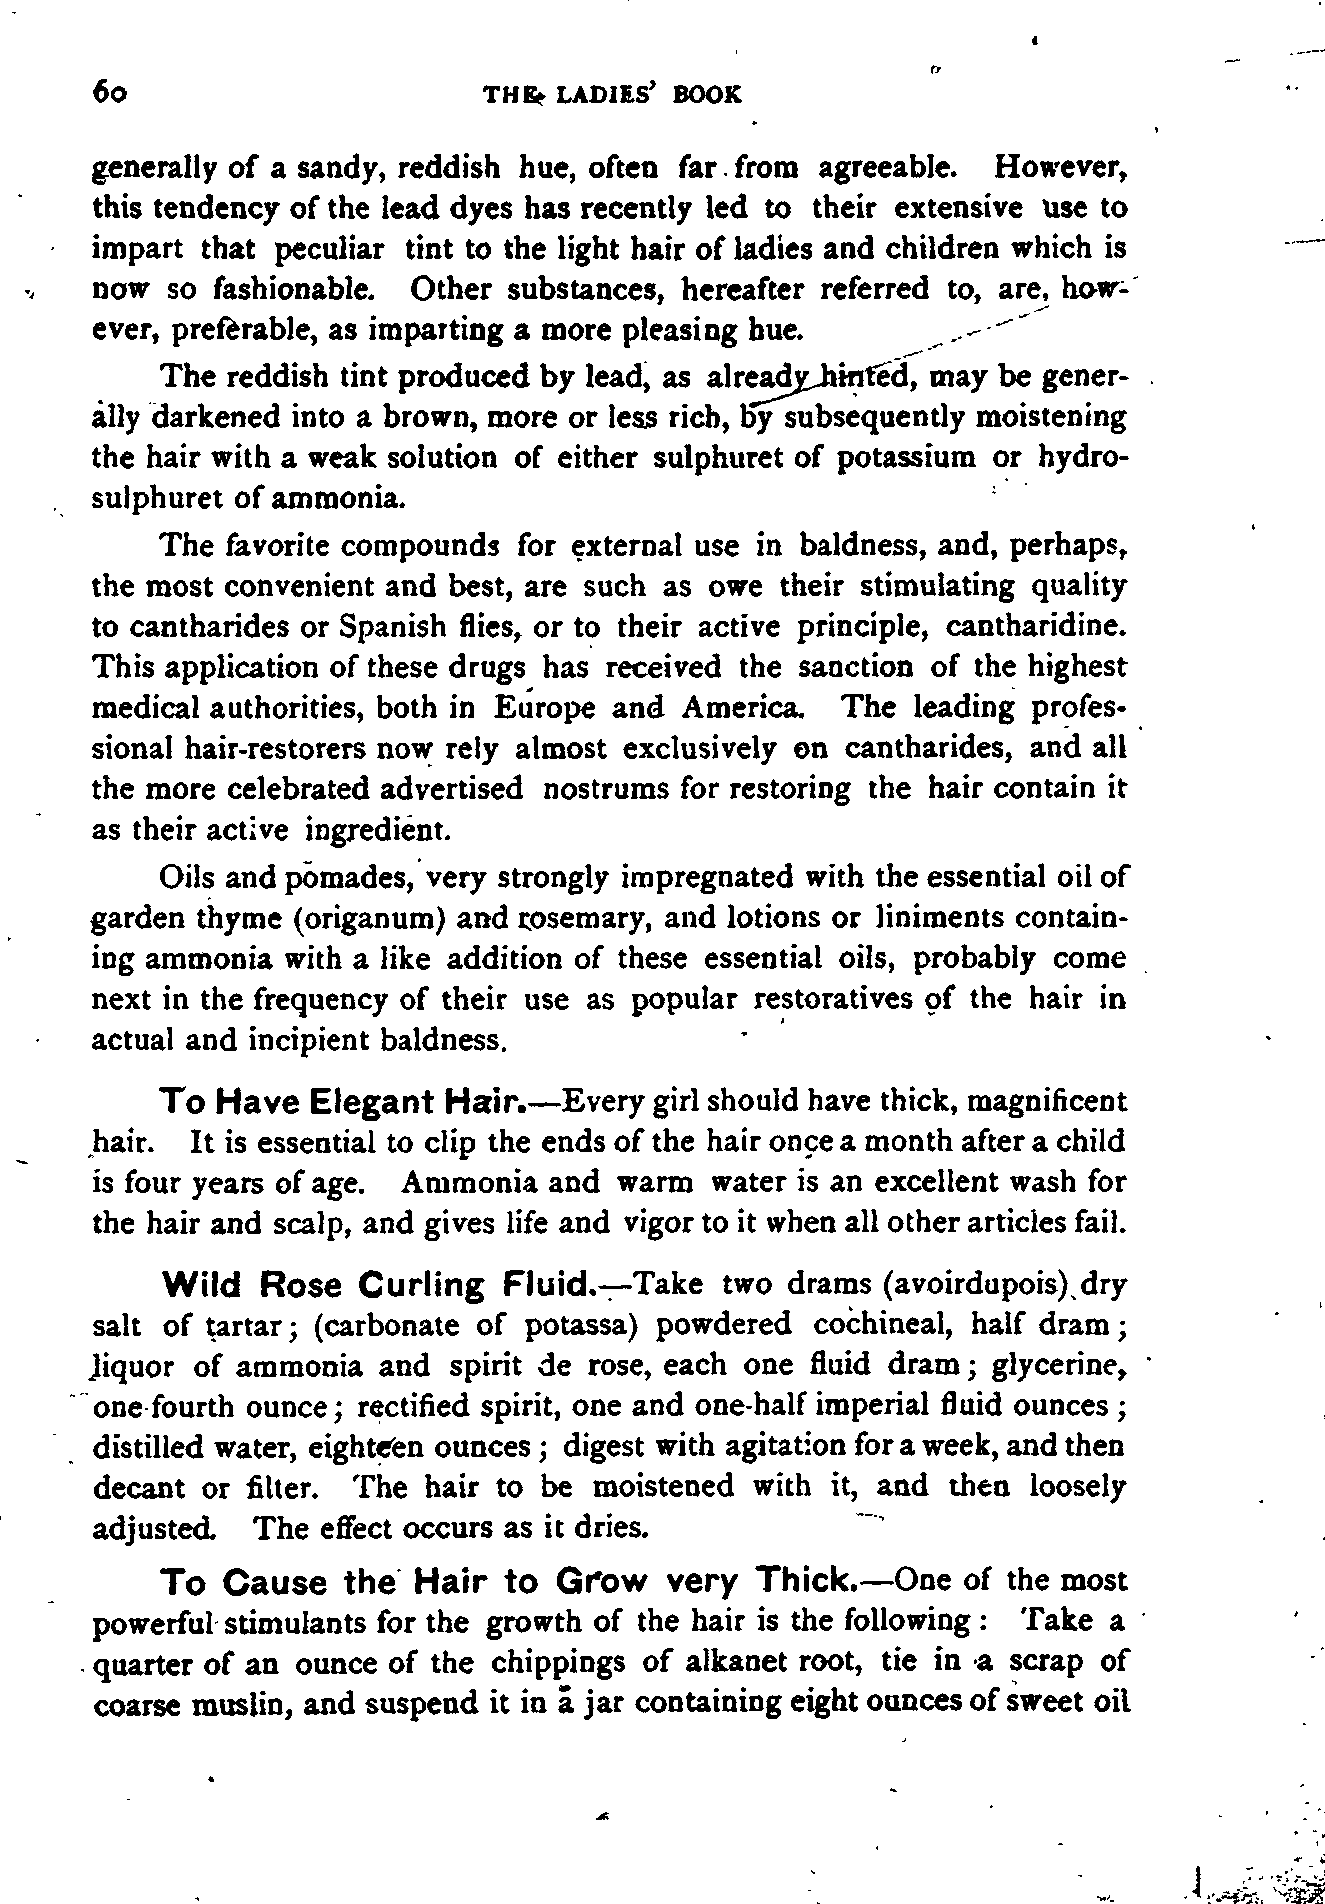 60 THE LADIES' BOOK
generally of a sandy, reddish hue, often far from agreeable. However,
this tendency of the lead dyes has recently led to their extensive use to
impart that peculiar tint to the light hair of ladies and children which is
now so fashionable. Other substances, hereafter referred to, are, how-
ever, preferable, as imparting a more pleasing hue.
The reddish tint produced by lead, as already hinted, may be gener-
ally darkened into a brown, more or less rich, by subsequently moistening
the hair with a weak solution of either sulphuret of potassium or hydro-
sulphuret of ammonia.
The favorite compounds for external use in baldness, and, perhaps,
the most convenient and best, are such as owe their stimulating quality
to cantharides or Spanish flies, or to their active principle, cantharidine.
This application of these drugs has received the sanction of the highest
medical authorities, both in Europe and America. The leading profes-
sional hair-restorers now rely almost exclusively on cantharides, and all
the more celebrated advertised nostrums for restoring the hair contain it
as their active ingredient.
Oils and pomades, very strongly impregnated with the essential oil of
garden thyme (origanum) and rosemary, and lotions or liniments contain-
ing ammonia with a like addition of these essential oils, probably come
next in the frequency of their use as popular restoratives of the hair in
actual and incipient baldness.
To Have Elegant Hair.—Every girl should have thick, magnificent
hair. It is essential to clip the ends of the hair once a month after a child
is four years of age. Ammonia and warm water is an excellent wash for
the hair and scalp, and gives life and vigor to it when all other articles fail.
Wild Rose Curling Fluid.—Take two drams (avoirdupois) dry
salt of tartar; (carbonate of potassa) powdered cochineal, half dram;
liquor of ammonia and spirit de rose, each one fluid dram; glycerine,
one-fourth ounce; rectified spirit, one and one-half imperial fluid ounces;
distilled water, eighteen ounces; digest with agitation for a week, and then
decant or filter. The hair to be moistened with it, and then loosely
adjusted. The effect occurs as it dries.
To Cause the Hair to Grow very Thick.—One of the most
powerful stimulants for the growth of the hair is the following: Take a
quarter of an ounce of the chippings of alkanet root, tie in a scrap of
coarse muslin, and suspend it in a jar containing eight ounces of sweet oil